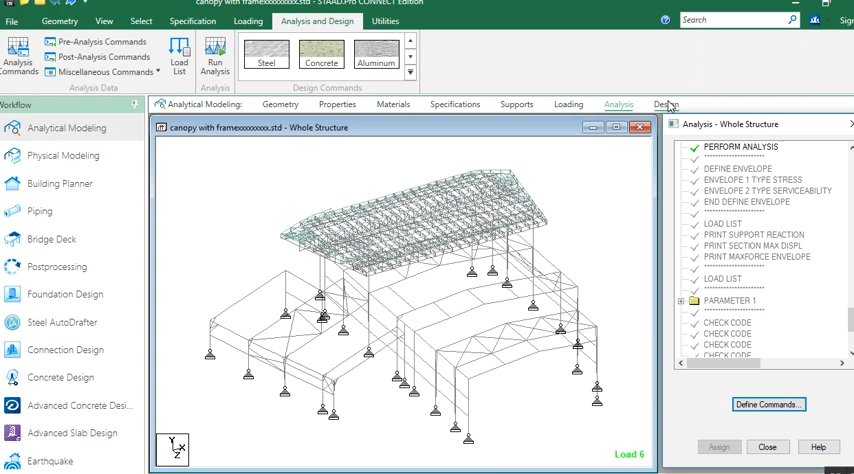 canopy with framexxxxxxxxx.std - STAAD.Pro CONNECT Edition
File Geometry View Select Specification Loading Analysis and Design Utilities
Search
Sign
Analysis Commands
Pre-Analysis Commands
Post-Analysis Commands
Miscellaneous Commands
Load List
Run Analysis
Steel
Concrete
Aluminum
Analysis Data
Analysis
Design Commands
Workflow
Analytical Modeling: Geometry Properties Materials Specifications Supports Loading Analysis Design
Analytical Modeling
Physical Modeling
Building Planner
Piping
Bridge Deck
Postprocessing
Foundation Design
Steel AutoDrafter
Connection Design
Concrete Design
Advanced Concrete Desi...
Advanced Slab Design
Earthquake
canopy with framexxxxxxxxx.std - Whole Structure
Y
X
Z
Load 6
Analysis - Whole Structure
PERFORM ANALYSIS
DEFINE ENVELOPE
ENVELOPE 1 TYPE STRESS
ENVELOPE 2 TYPE SERVICEABILITY
END DEFINE ENVELOPE
LOAD LIST
PRINT SUPPORT REACTION
PRINT SECTION MAX DISPL
PRINT MAXFORCE ENVELOPE
LOAD LIST
PARAMETER 1
CHECK CODE
CHECK CODE
CHECK CODE
CHECK CODE
Define Commands...
Assign Close Help